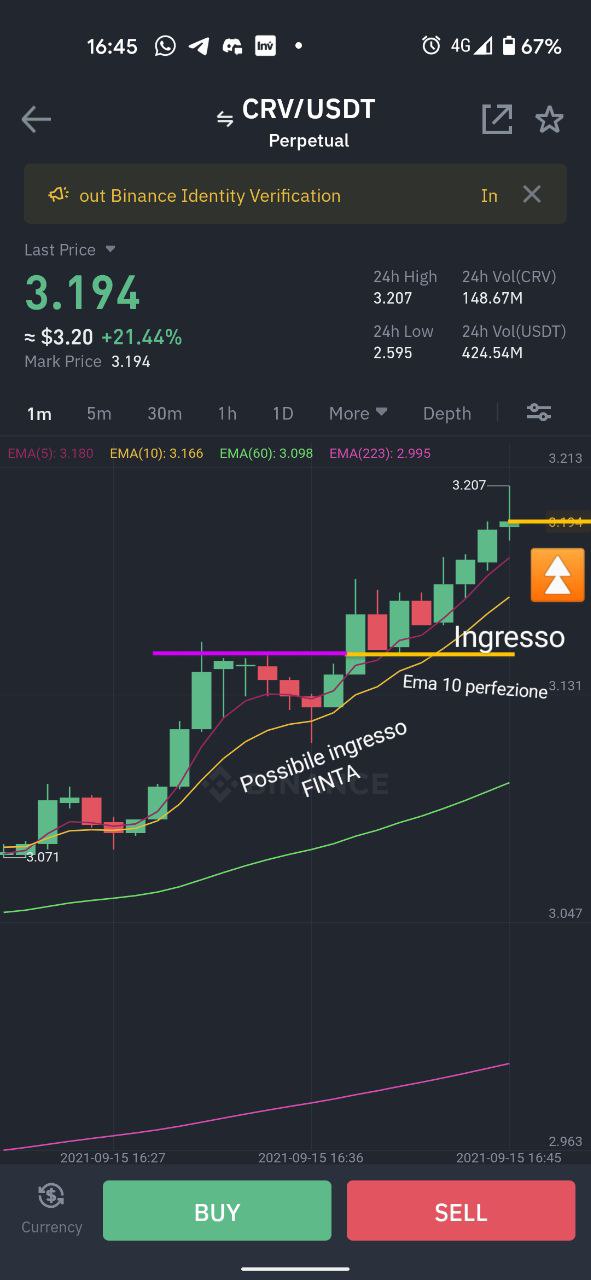 16:45
Inv
4G
67%
CRV/USDT
Perpetual
out Binance Identity Verification In
Last Price
3.194
≈ $3.20 +21.44%
Mark Price 3.194
24h High
3.207
24h Vol(CRV)
148.67M
24h Low
2.595
24h Vol(USDT)
424.54M
1m 5m 30m 1h 1D More Depth
EMA(5): 3.180 EMA(10): 3.166 EMA(60): 3.098 EMA(223): 2.995
3.213
3.207
3.194
Ingresso
Ema 10 perfezione
3.131
Possibile ingresso
FINTA
BINANCE
3.071
3.047
2.963
2021-09-15 16:27 2021-09-15 16:36 2021-09-15 16:45
Currency
BUY
SELL